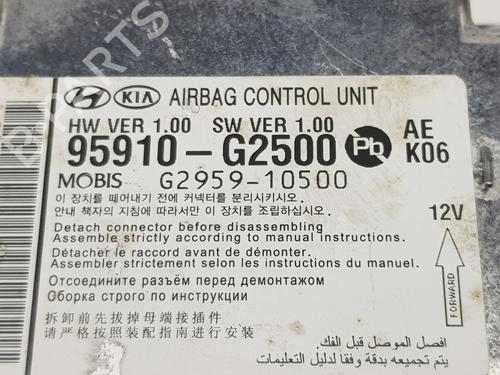 HYUNDAI KIA AIRBAG CONTROL UNIT
HW VER 1.00 SW VER 1.00
95910-G2500 Pb AE
K06
MOBIS G2959-10500
이 장치를 떼어내기 전에 커넥터를 분리시키시오.
안내 책자의 지침에 따라서만 이 장치를 조립하십시오.
12V
Detach connector before disassembling
Assemble strictly according to manual instructions.
Détacher le raccord avant de démonter.
Assembler strictement selon les instructions du manuel.
Отсоедините разъём перед демонтажом
Сборка строго по инструкции
FORWARD
拆卸前先拔掉母端接插件
请严格按照装配指南进行安装
افصل الموصل قبل الفك.
يتم تجميعه بدقة وفقا لدليل التعليمات
B-PARTS